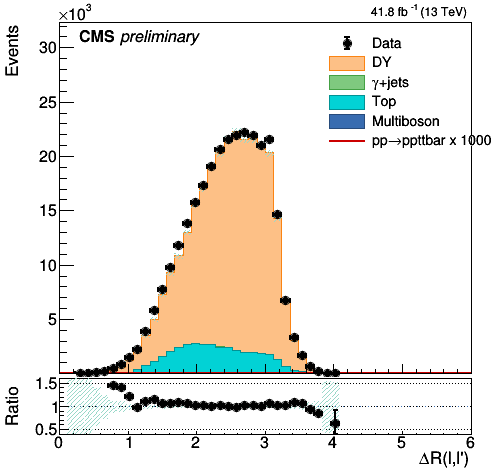 ×10³
41.8 fb⁻¹ (13 TeV)
CMS preliminary
Events
30
25
20
15
10
5
Data
DY
γ+jets
Top
Multiboson
pp→ppttbar x 1000
Ratio
1.5
1
0.5
0 1 2 3 4 5 6
ΔR(l,l')